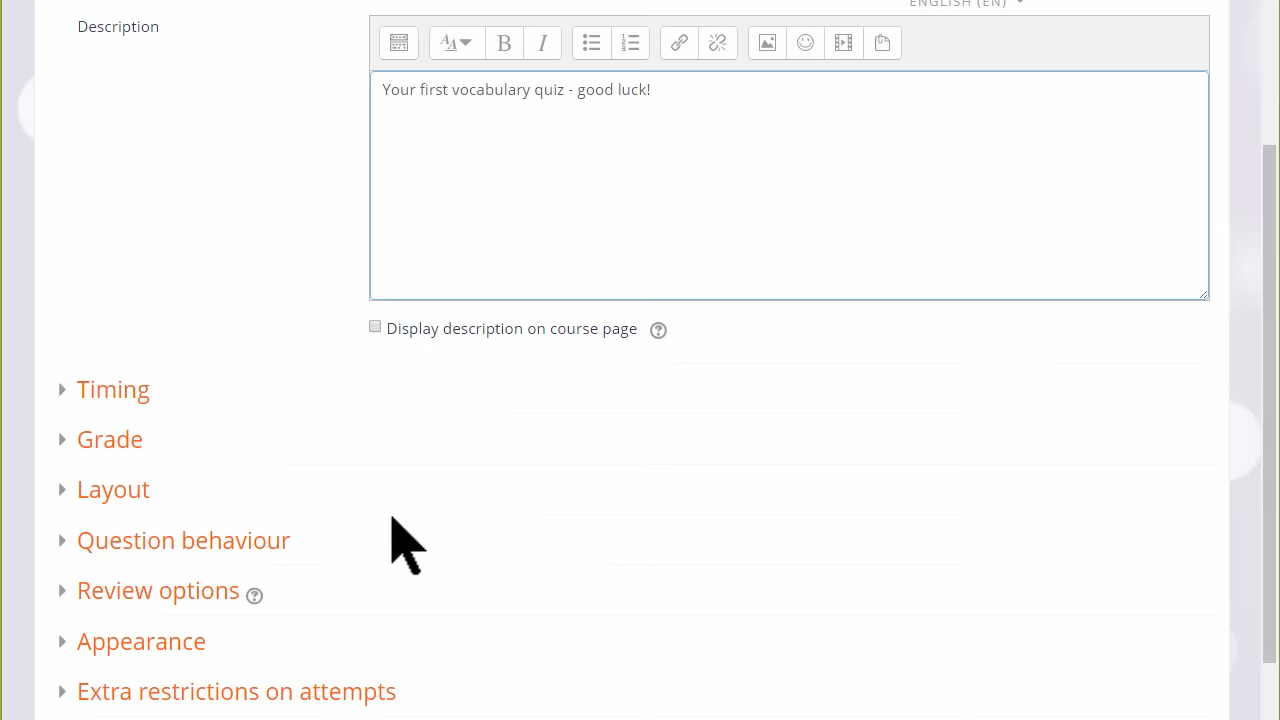 ENGLISH (EN)
Description
Your first vocabulary quiz - good luck!
Display description on course page
Timing
Grade
Layout
Question behaviour
Review options
Appearance
Extra restrictions on attempts